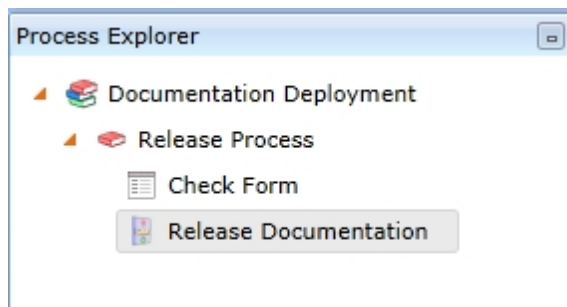 Process Explorer
Documentation Deployment
Release Process
Check Form
Release Documentation